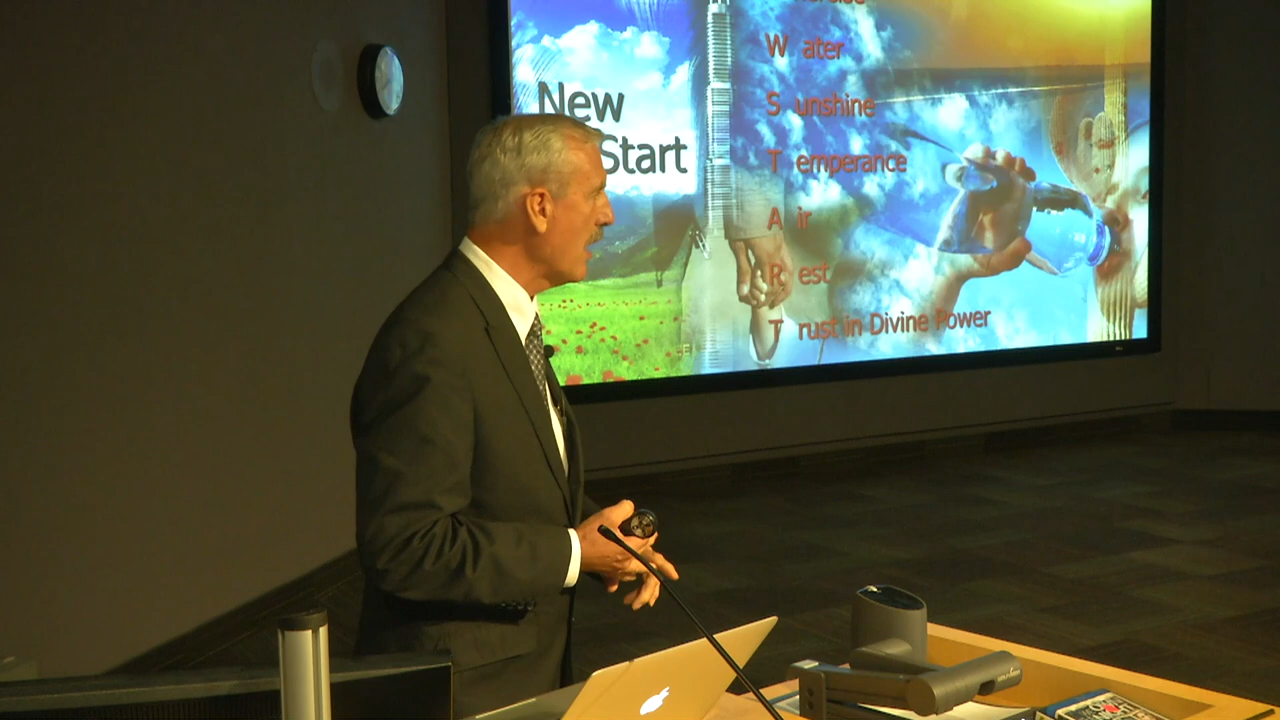 New
Start
W ater
S unshine
T emperance
A ir
R est
T rust in Divine Power